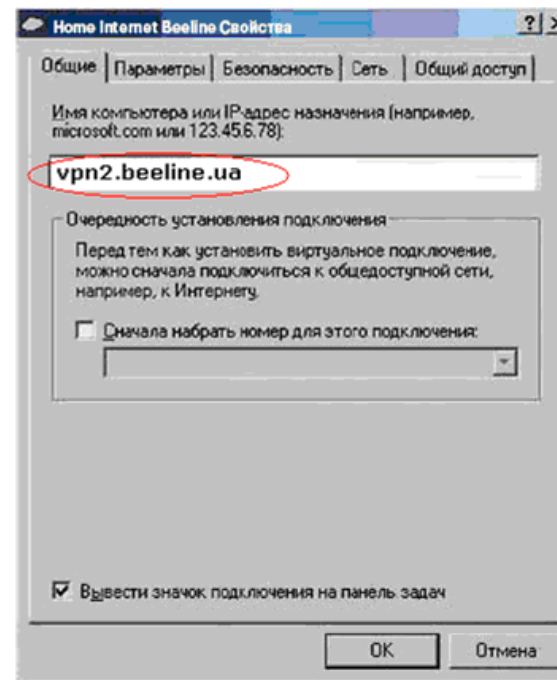 Home Internet Beeline Свойства
Общие Параметры Безопасность Сеть Общий доступ
Имя компьютера или IP-адрес назначения (например,
microsoft.com или 123.45.6.78):
vpn2.beeline.ua
Очередность установления подключения
Перед тем как установить виртуальное подключение,
можно сначала подключиться к общедоступной сети,
например, к Интернету.
Сначала набрать номер для этого подключения:
Вывести значок подключения на панель задач
OK Отмена